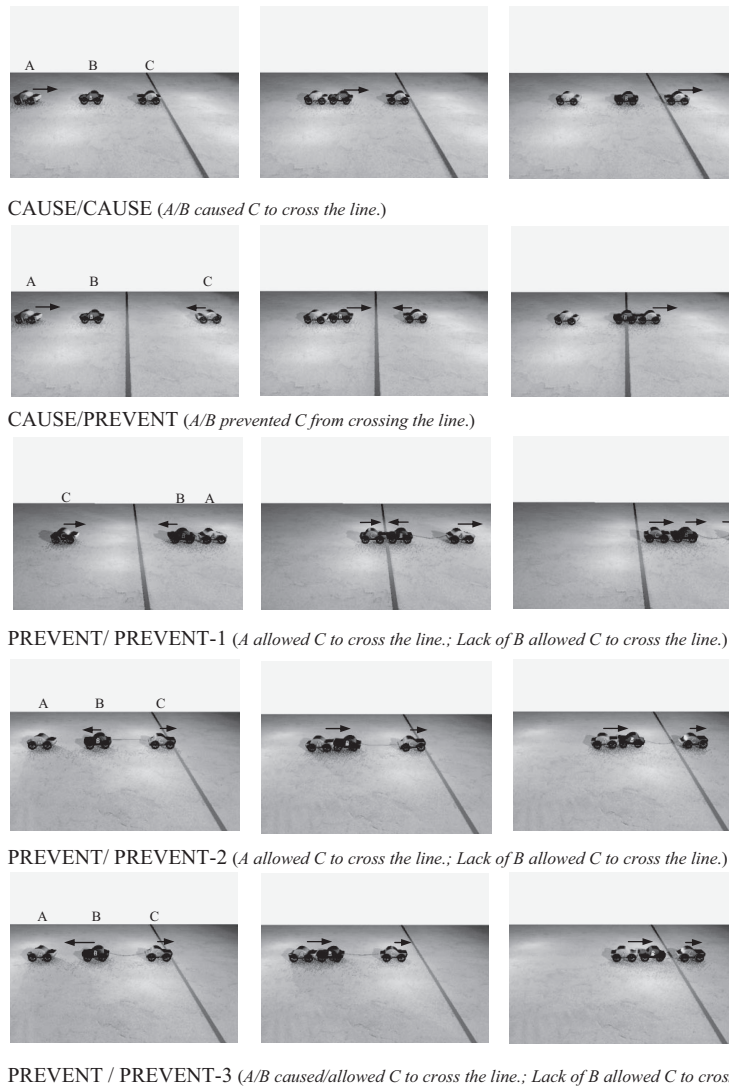 A B C
CAUSE/CAUSE (A/B caused C to cross the line.)
A B C
CAUSE/PREVENT (A/B prevented C from crossing the line.)
C B A
PREVENT/ PREVENT-1 (A allowed C to cross the line.; Lack of B allowed C to cross the line.)
A B C
PREVENT/ PREVENT-2 (A allowed C to cross the line.; Lack of B allowed C to cross the line.)
A B C
PREVENT / PREVENT-3 (A/B caused/allowed C to cross the line.; Lack of B allowed C to cros